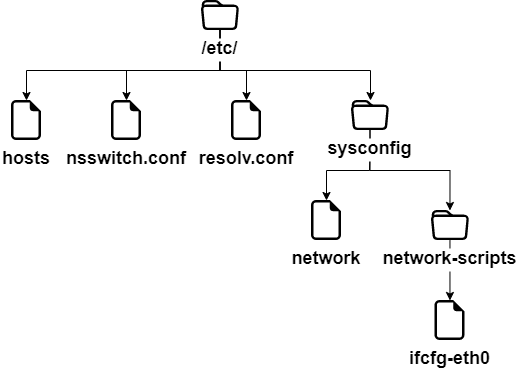 /etc/
hosts
nsswitch.conf
resolv.conf
sysconfig
network
network-scripts
ifcfg-eth0